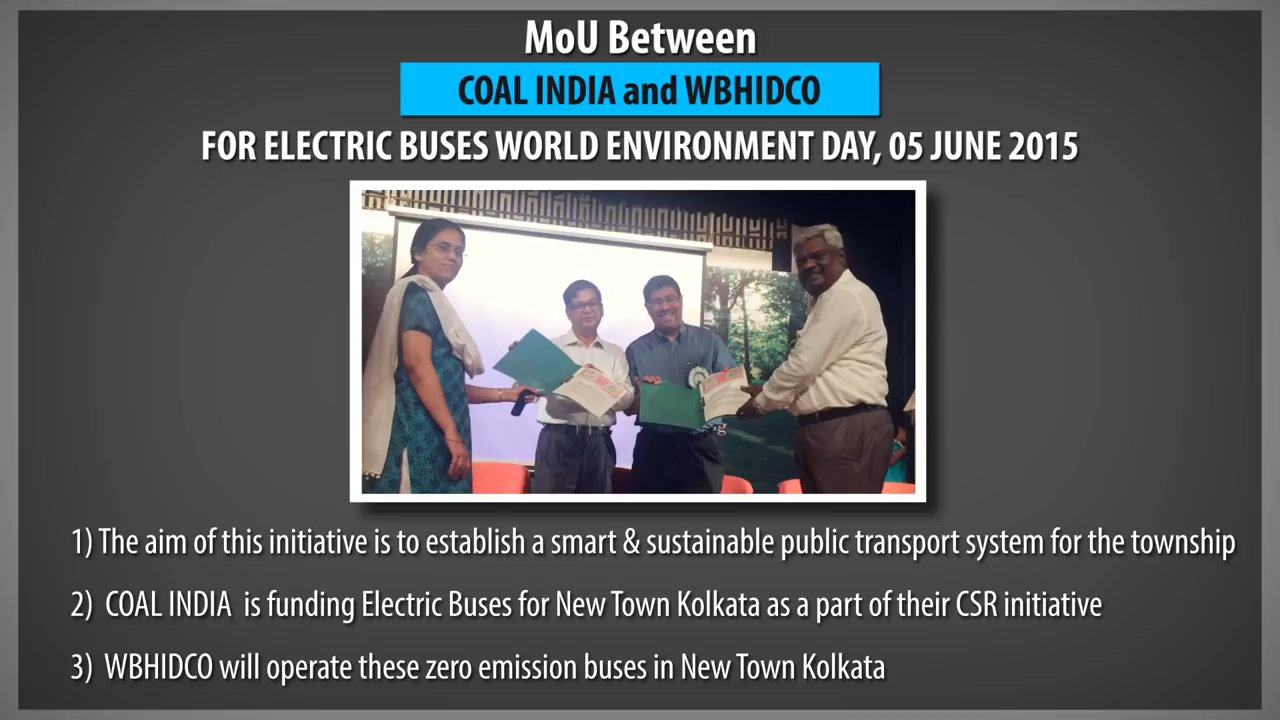 MoU Between
COAL INDIA and WBHIDCO
FOR ELECTRIC BUSES WORLD ENVIRONMENT DAY, 05 JUNE 2015
1) The aim of this initiative is to establish a smart & sustainable public transport system for the township
2) COAL INDIA is funding Electric Buses for New Town Kolkata as a part of their CSR initiative
3) WBHIDCO will operate these zero emission buses in New Town Kolkata